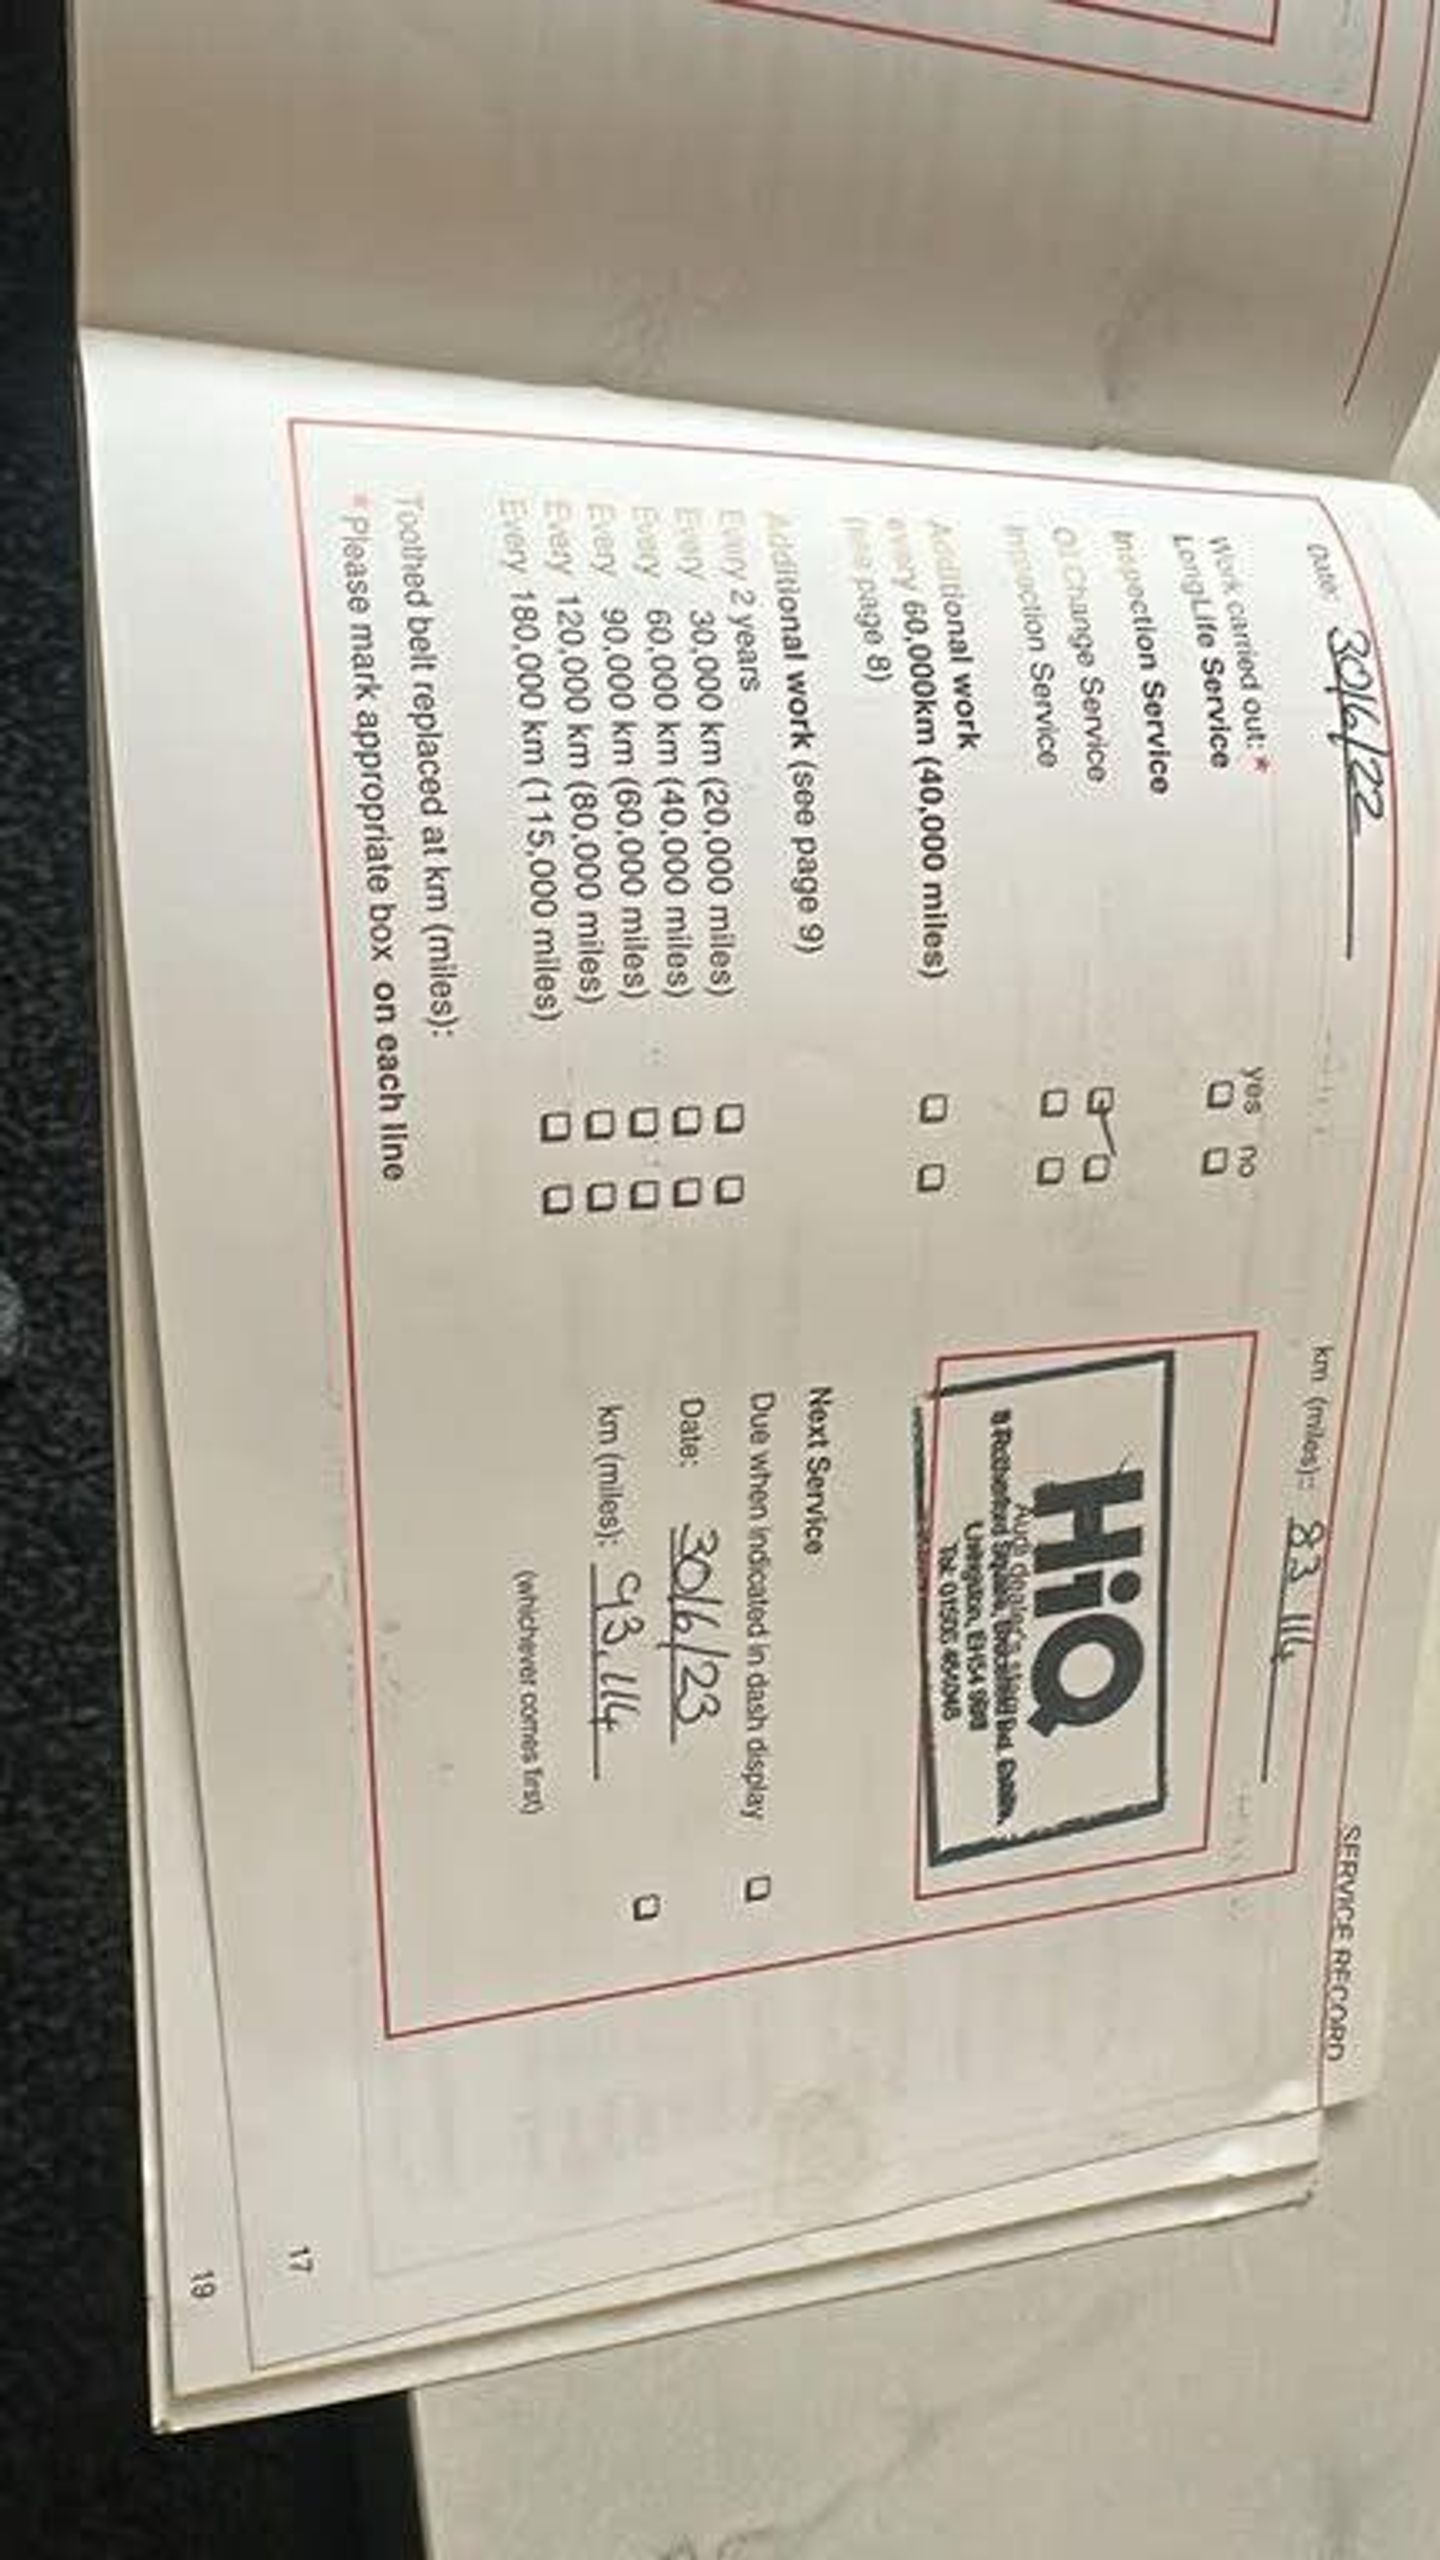 SERVICE RECORD
Date: 30/6/22 km (miles): 83,114
Work carried out:* yes no
LongLife Service
Inspection Service
Oil Change Service
Inspection Service
Additional work
every 60,000km (40,000 miles)
(see page 8)
Additional work (see page 9)
Every 2 years
Every 30,000 km (20,000 miles)
Every 60,000 km (40,000 miles)
Every 90,000 km (60,000 miles)
Every 120,000 km (80,000 miles)
Every 180,000 km (115,000 miles)
Toothed belt replaced at km (miles):
*Please mark appropriate box on each line
HiQ
Audi dealer's
Livingston, EH54
Tel: 01506
Next Service
Due when indicated in dash display
Date: 30/6/23
km (miles): 93,114
(whichever comes first)
17
19